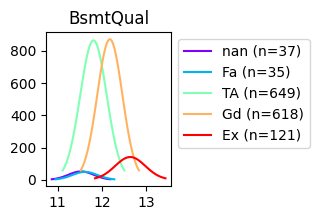 BsmtQual
800
600
400
200
0
11
12
13
nan (n=37)
Fa (n=35)
TA (n=649)
Gd (n=618)
Ex (n=121)